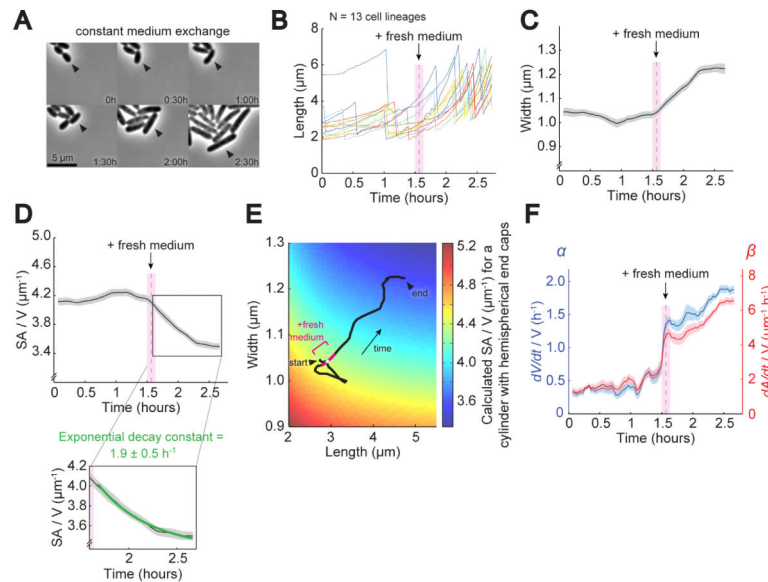 A
constant medium exchange
0h
0:30h
1:00h
5 µm
1:30h
2:00h
2:30h
B
N = 13 cell lineages
+ fresh medium
Length (µm)
8
6
4
2
0
0 0.5 1.0 1.5 2.0 2.5
Time (hours)
C
+ fresh medium
Width (µm)
1.3
1.2
1.1
1.0
0 0.5 1.0 1.5 2.0 2.5
Time (hours)
D
+ fresh medium
SA / V (µm⁻¹)
5.0
4.2
3.4
0 0.5 1.0 1.5 2.0 2.5
Time (hours)
Exponential decay constant =
1.9 ± 0.5 h⁻¹
SA / V (µm⁻¹)
4.2
4.0
3.8
3.6
2 2.5
Time (hours)
E
Width (µm)
1.3
1.2
1.1
1.0
0.9
+fresh
medium
start
end
time
2 3 4 5
Length (µm)
5.2
5.0
4.8
4.6
4.4
4.2
4.0
3.8
3.6
3.4
Calculated SA / V (µm⁻¹) for a
cylinder with hemispherical end caps
F
α
β
+ fresh medium
dV/dt / V (h⁻¹)
2.0
1.5
1.0
0.5
0
8
6
4
2
0
dA/dt / V (µm⁻¹ h⁻¹)
0 0.5 1.0 1.5 2.0 2.5
Time (hours)